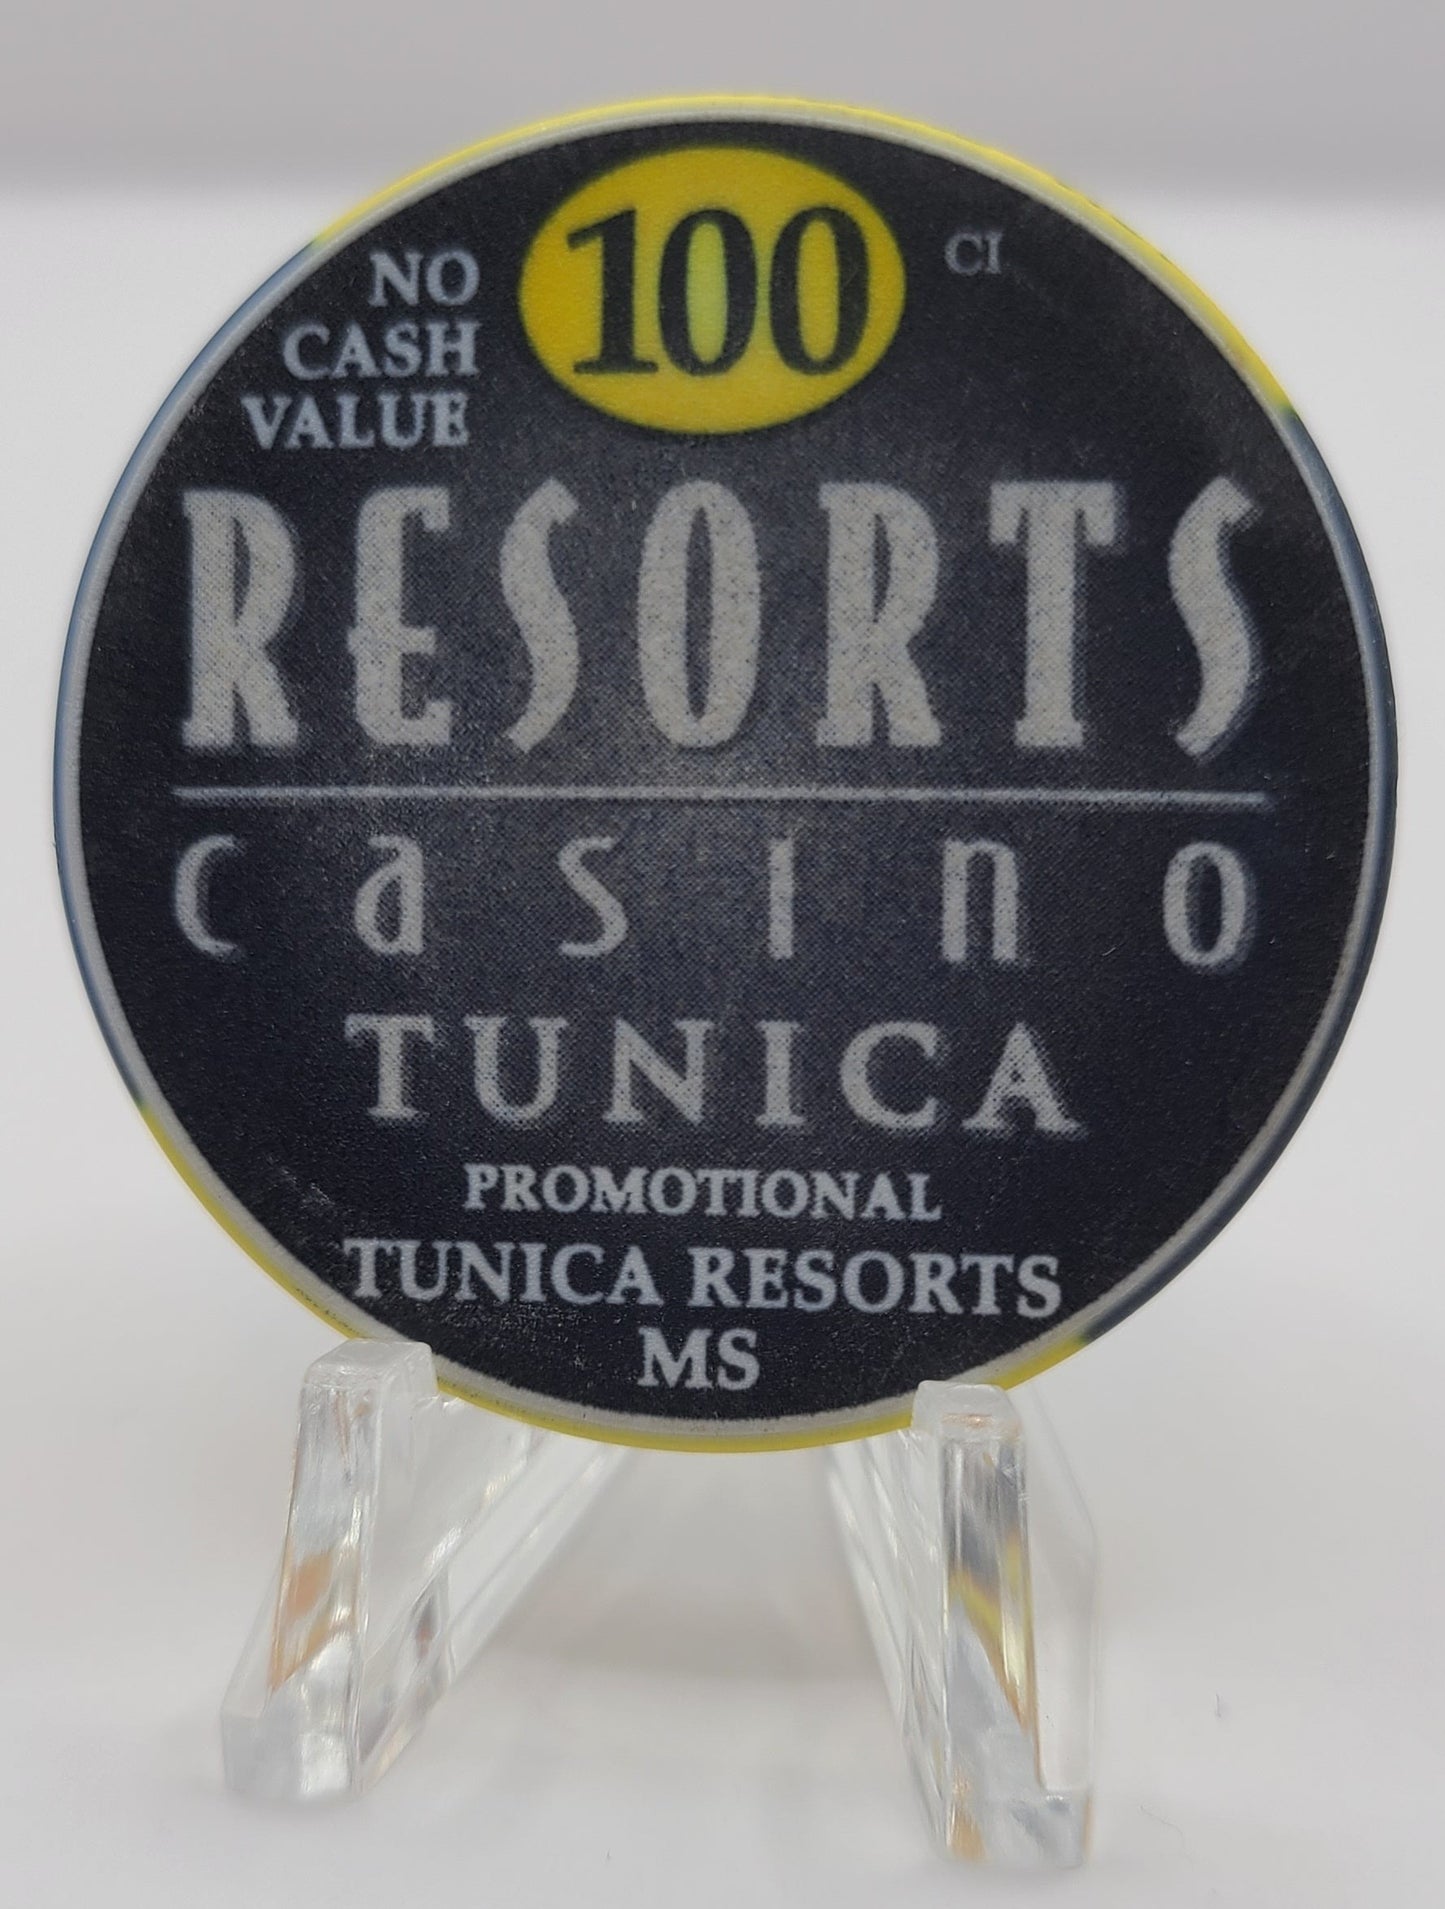 100
CI
NO
CASH
VALUE
RESORTS
casino
TUNICA
PROMOTIONAL
TUNICA RESORTS
MS